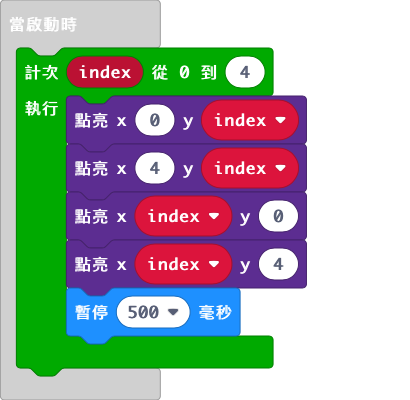 當啟動時
計次 index 從 0 到 4
執行
點亮 x 0 y index
點亮 x 4 y index
點亮 x index y 0
點亮 x index y 4
暫停 500 毫秒